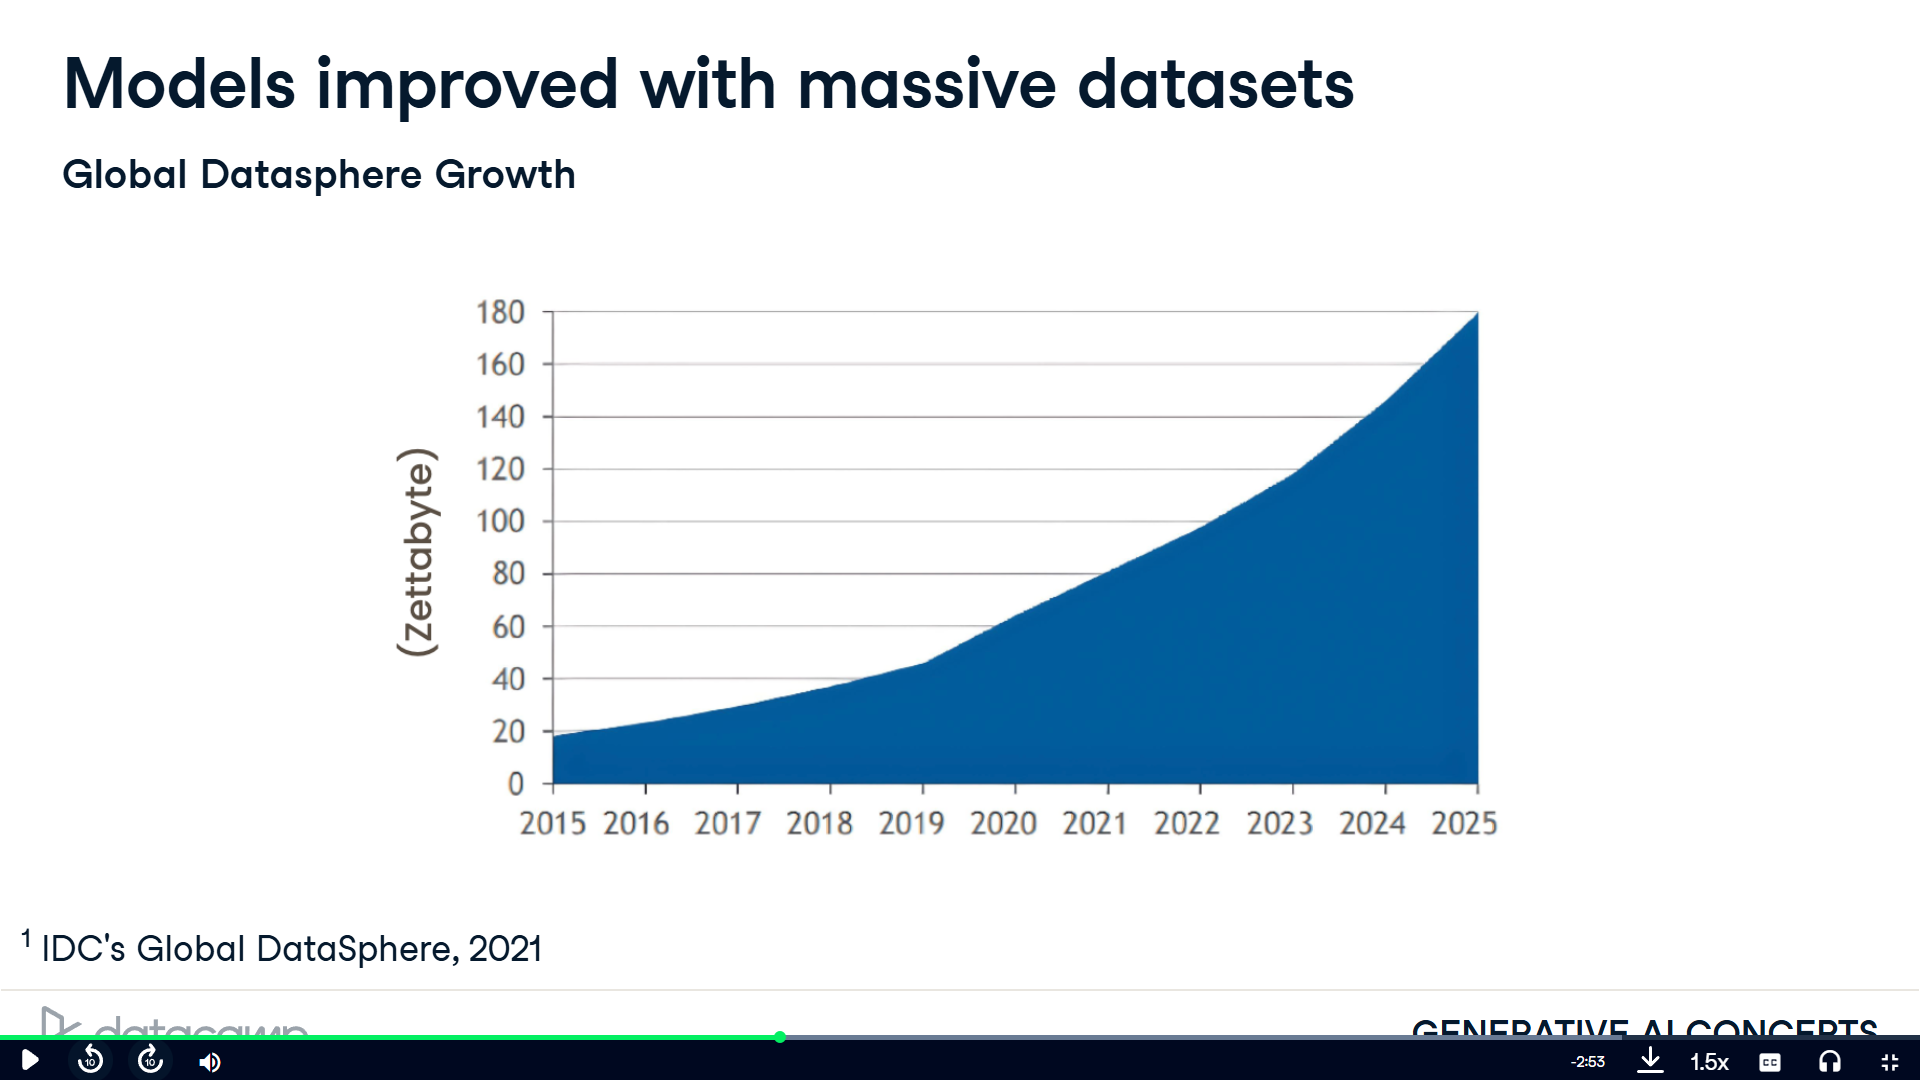 Models improved with massive datasets
Global Datasphere Growth
180
160
140
120
100
80
60
40
20
0
(Zettabyte)
2015 2016 2017 2018 2019 2020 2021 2022 2023 2024 2025
1 IDC's Global DataSphere, 2021
datacamp
GENERATIVE AI CONCEPTS
10
10
-2:53
1.5x
CC